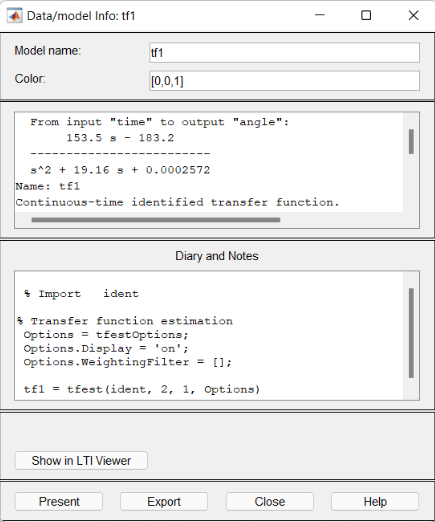 Data/model Info: tf1
Model name: tf1
Color: [0,0,1]
From input "time" to output "angle":
153.5 s - 183.2
-------------------------
s^2 + 19.16 s + 0.0002572
Name: tf1
Continuous-time identified transfer function.
Diary and Notes
% Import   ident
% Transfer function estimation
Options = tfestOptions;
Options.Display = 'on';
Options.WeightingFilter = [];
tf1 = tfest(ident, 2, 1, Options)
Show in LTI Viewer
Present Export Close Help